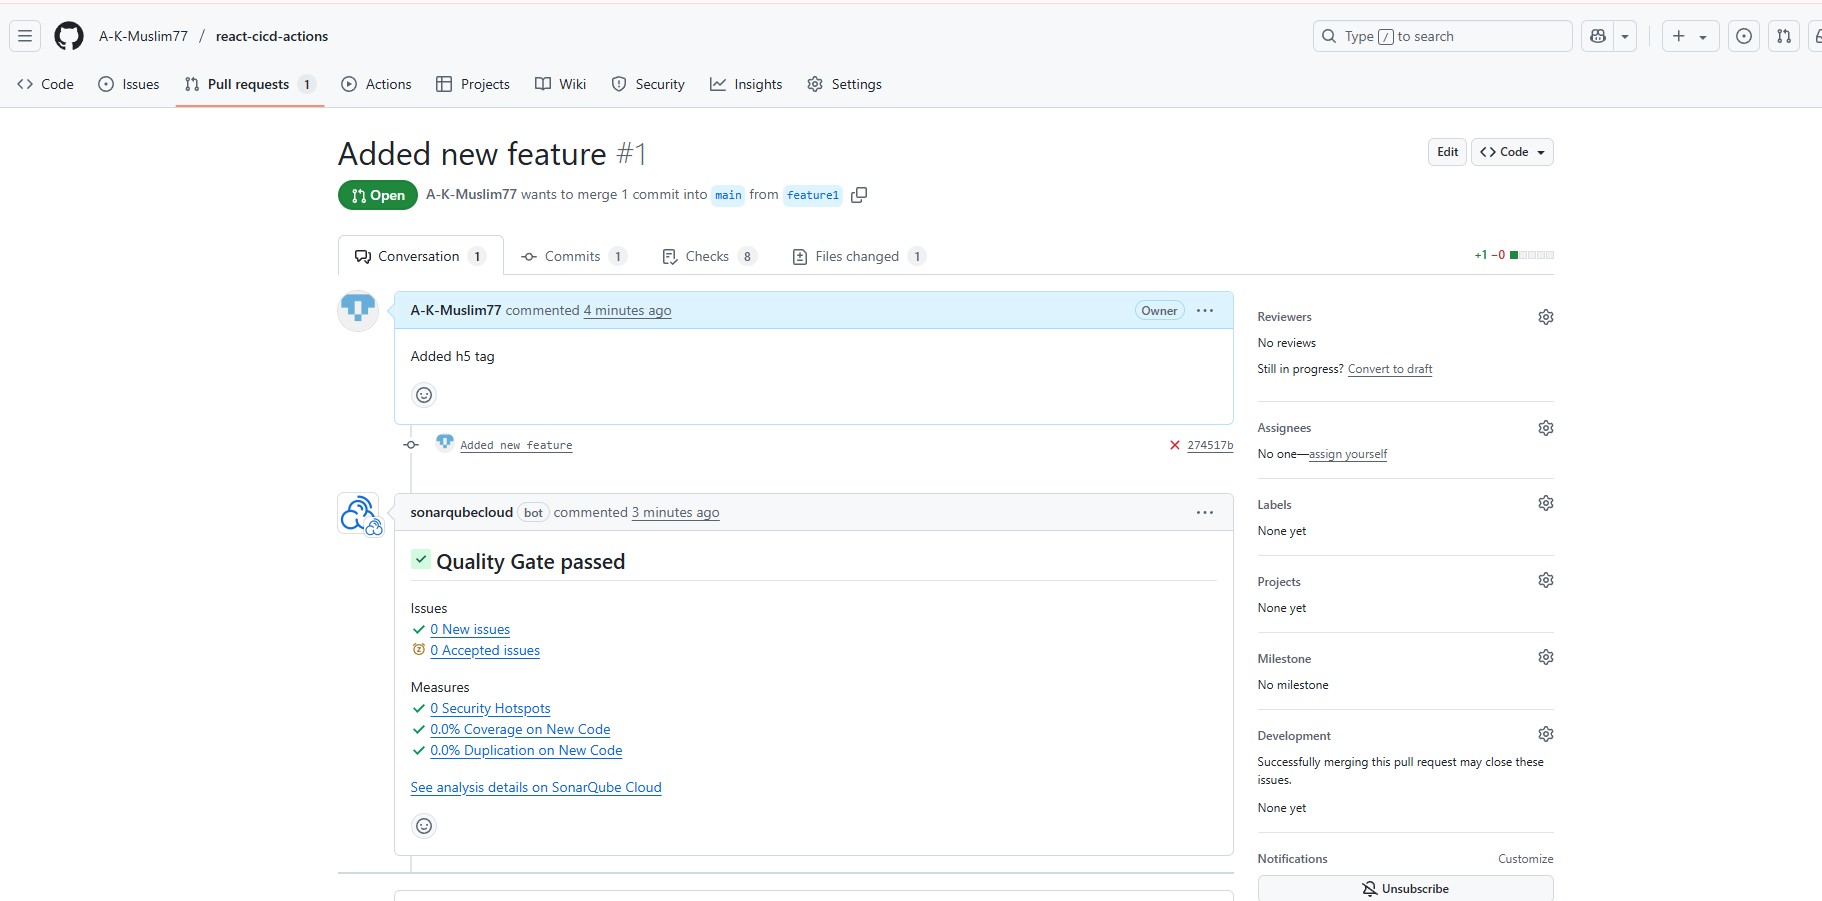 A-K-Muslim77 / react-cicd-actions
Type / to search
Code
Issues
Pull requests 1
Actions
Projects
Wiki
Security
Insights
Settings
Added new feature #1
Edit
Code
Open
A-K-Muslim77 wants to merge 1 commit into main from feature1
Conversation 1
Commits 1
Checks 8
Files changed 1
+1 −0
A-K-Muslim77 commented 4 minutes ago
Owner
Added h5 tag
Added new feature
274517b
sonarqubecloud bot commented 3 minutes ago
Quality Gate passed
Issues
0 New issues
0 Accepted issues
Measures
0 Security Hotspots
0.0% Coverage on New Code
0.0% Duplication on New Code
See analysis details on SonarQube Cloud
Reviewers
No reviews
Still in progress? Convert to draft
Assignees
No one—assign yourself
Labels
None yet
Projects
None yet
Milestone
No milestone
Development
Successfully merging this pull request may close these
issues.
None yet
Notifications
Customize
Unsubscribe